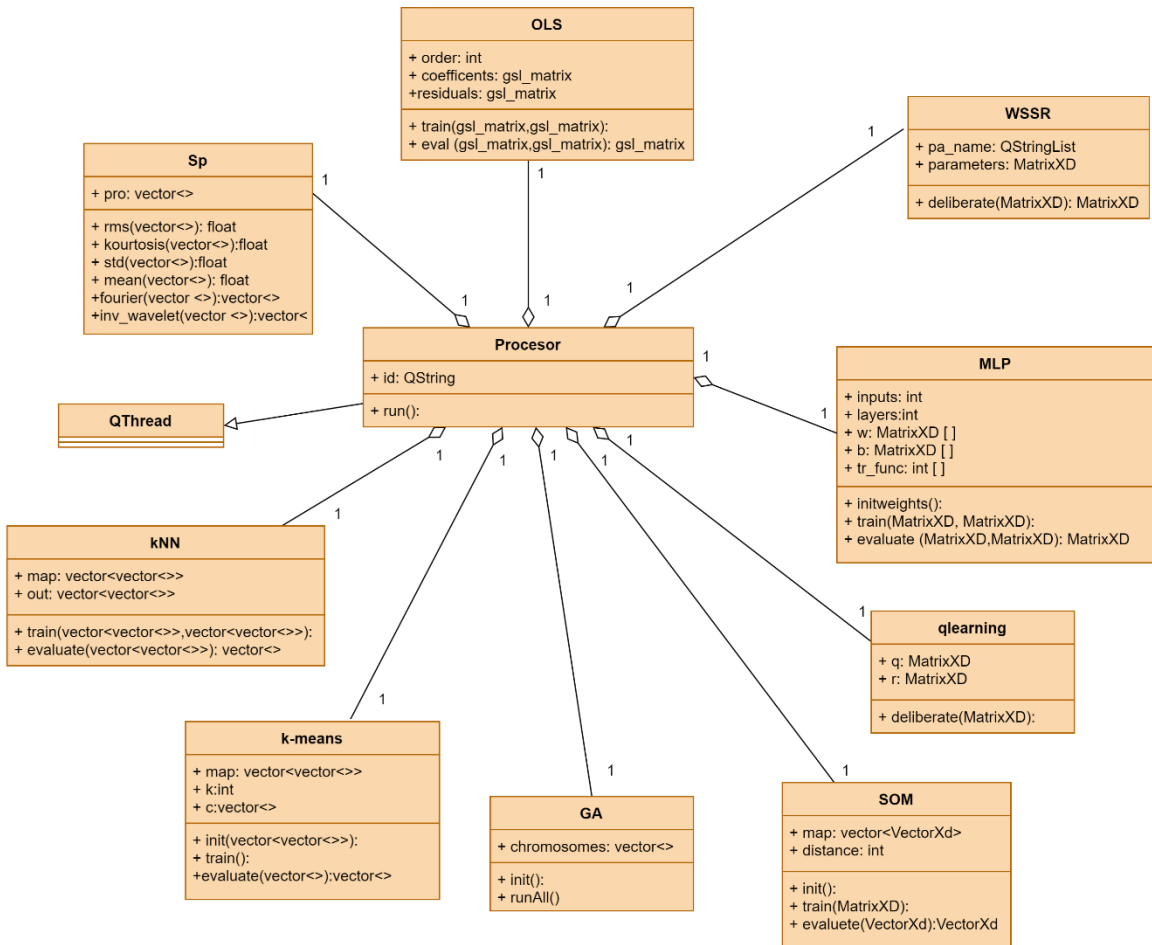 OLS
+ order: int
+ coefficents: gsl_matrix
+residuals: gsl_matrix
+ train(gsl_matrix,gsl_matrix):
+ eval (gsl_matrix,gsl_matrix): gsl_matrix
1
WSSR
+ pa_name: QStringList
+ parameters: MatrixXD
+ deliberate(MatrixXD): MatrixXD
1
Sp
+ pro: vector<>
+ rms(vector<>): float
+ kourtosis(vector<>):float
+ std(vector<>):float
+ mean(vector<>): float
+fourier(vector <>):vector<>
+inv_wavelet(vector <>):vector<
1
1
1
1
Procesor
+ id: QString
+ run():
1
MLP
+ inputs: int
+ layers:int
+ w: MatrixXD [ ]
+ b: MatrixXD [ ]
+ tr_func: int [ ]
+ initweights():
+ train(MatrixXD, MatrixXD):
+ evaluate (MatrixXD,MatrixXD): MatrixXD
1
QThread
1
1
1
1
1
kNN
+ map: vector<vector<>>
+ out: vector<vector<>>
+ train(vector<vector<>>,vector<vector<>>):
+ evaluate(vector<vector<>>): vector<>
1
qlearning
+ q: MatrixXD
+ r: MatrixXD
+ deliberate(MatrixXD):
1
k-means
+ map: vector<vector<>>
+ k:int
+ c:vector<>
+ init(vector<vector<>>):
+ train():
+evaluate(vector<>):vector<>
1
GA
+ chromosomes: vector<>
+ init():
+ runAll()
1
SOM
+ map: vector<VectorXd>
+ distance: int
+ init():
+ train(MatrixXD):
+ evaluete(VectorXd):VectorXd
1